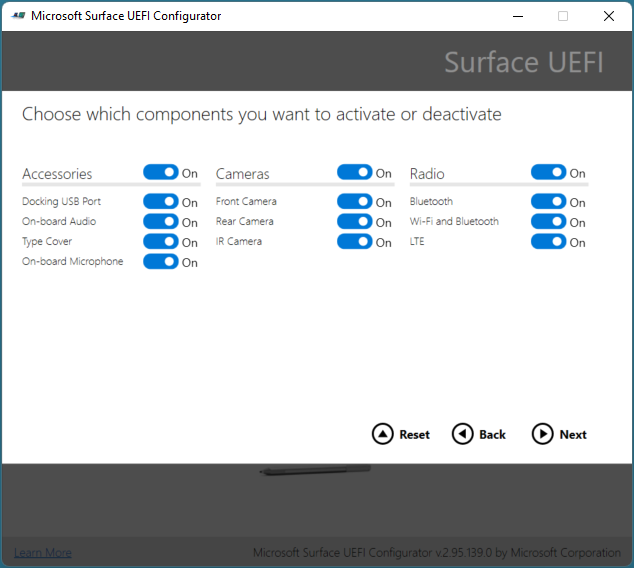 Microsoft Surface UEFI Configurator
Surface UEFI
Choose which components you want to activate or deactivate
Accessories On
Docking USB Port On
On-board Audio On
Type Cover On
On-board Microphone On
Cameras On
Front Camera On
Rear Camera On
IR Camera On
Radio On
Bluetooth On
Wi-Fi and Bluetooth On
LTE On
Reset Back Next
Learn More Microsoft Surface UEFI Configurator v.2.95.139.0 by Microsoft Corporation